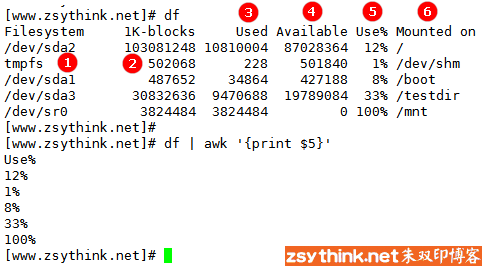 [www.zsythink.net]# df
Filesystem 1K-blocks Used Available Use% Mounted on
/dev/sda2 103081248 10810004 87028364 12% /
tmpfs 502068 228 501840 1% /dev/shm
/dev/sda1 487652 34864 427188 8% /boot
/dev/sda3 30832636 9470688 19789084 33% /testdir
/dev/sr0 3824484 3824484 0 100% /mnt
[www.zsythink.net]#
[www.zsythink.net]# df | awk '{print $5}'
Use%
12%
1%
8%
33%
100%
[www.zsythink.net]#
1 2 3 4 5 6
zsythink.net朱双印博客